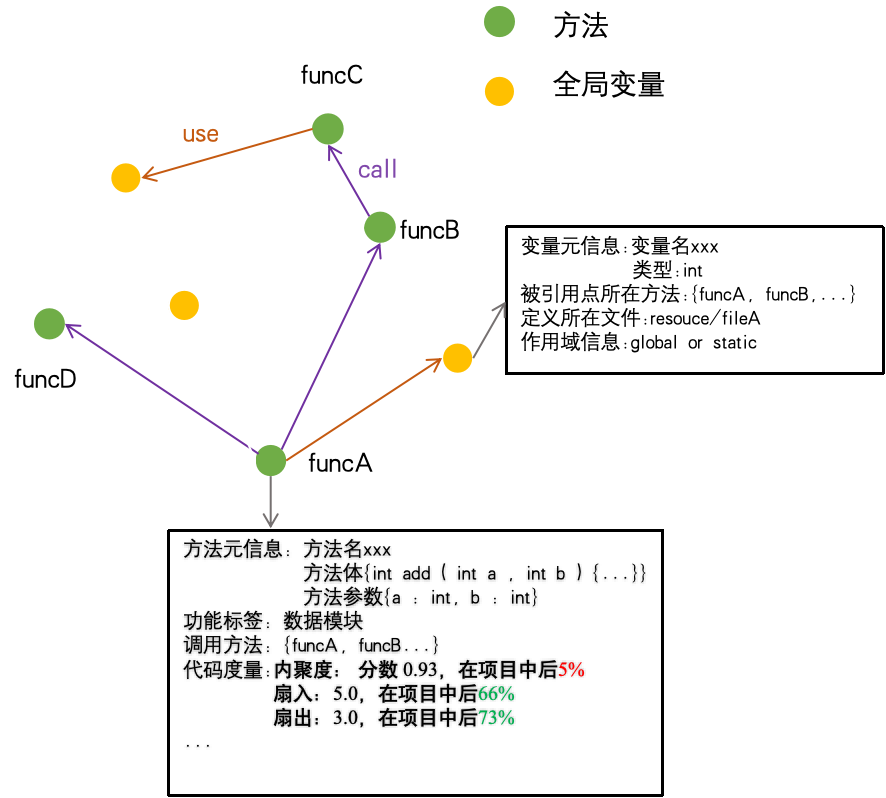 方法
全局变量
funcC
use
call
funcB
变量元信息:变量名xxx
类型:int
被引用点所在方法:{funcA, funcB,...}
定义所在文件:resouce/fileA
作用域信息:global or static
funcD
funcA
方法元信息: 方法名xxx
方法体{int add ( int a , int b ) {...}}
方法参数{a : int, b : int}
功能标签: 数据模块
调用方法: {funcA, funcB...}
代码度量:内聚度: 分数 0.93, 在项目中后5%
扇入: 5.0, 在项目中后66%
扇出: 3.0, 在项目中后73%
...